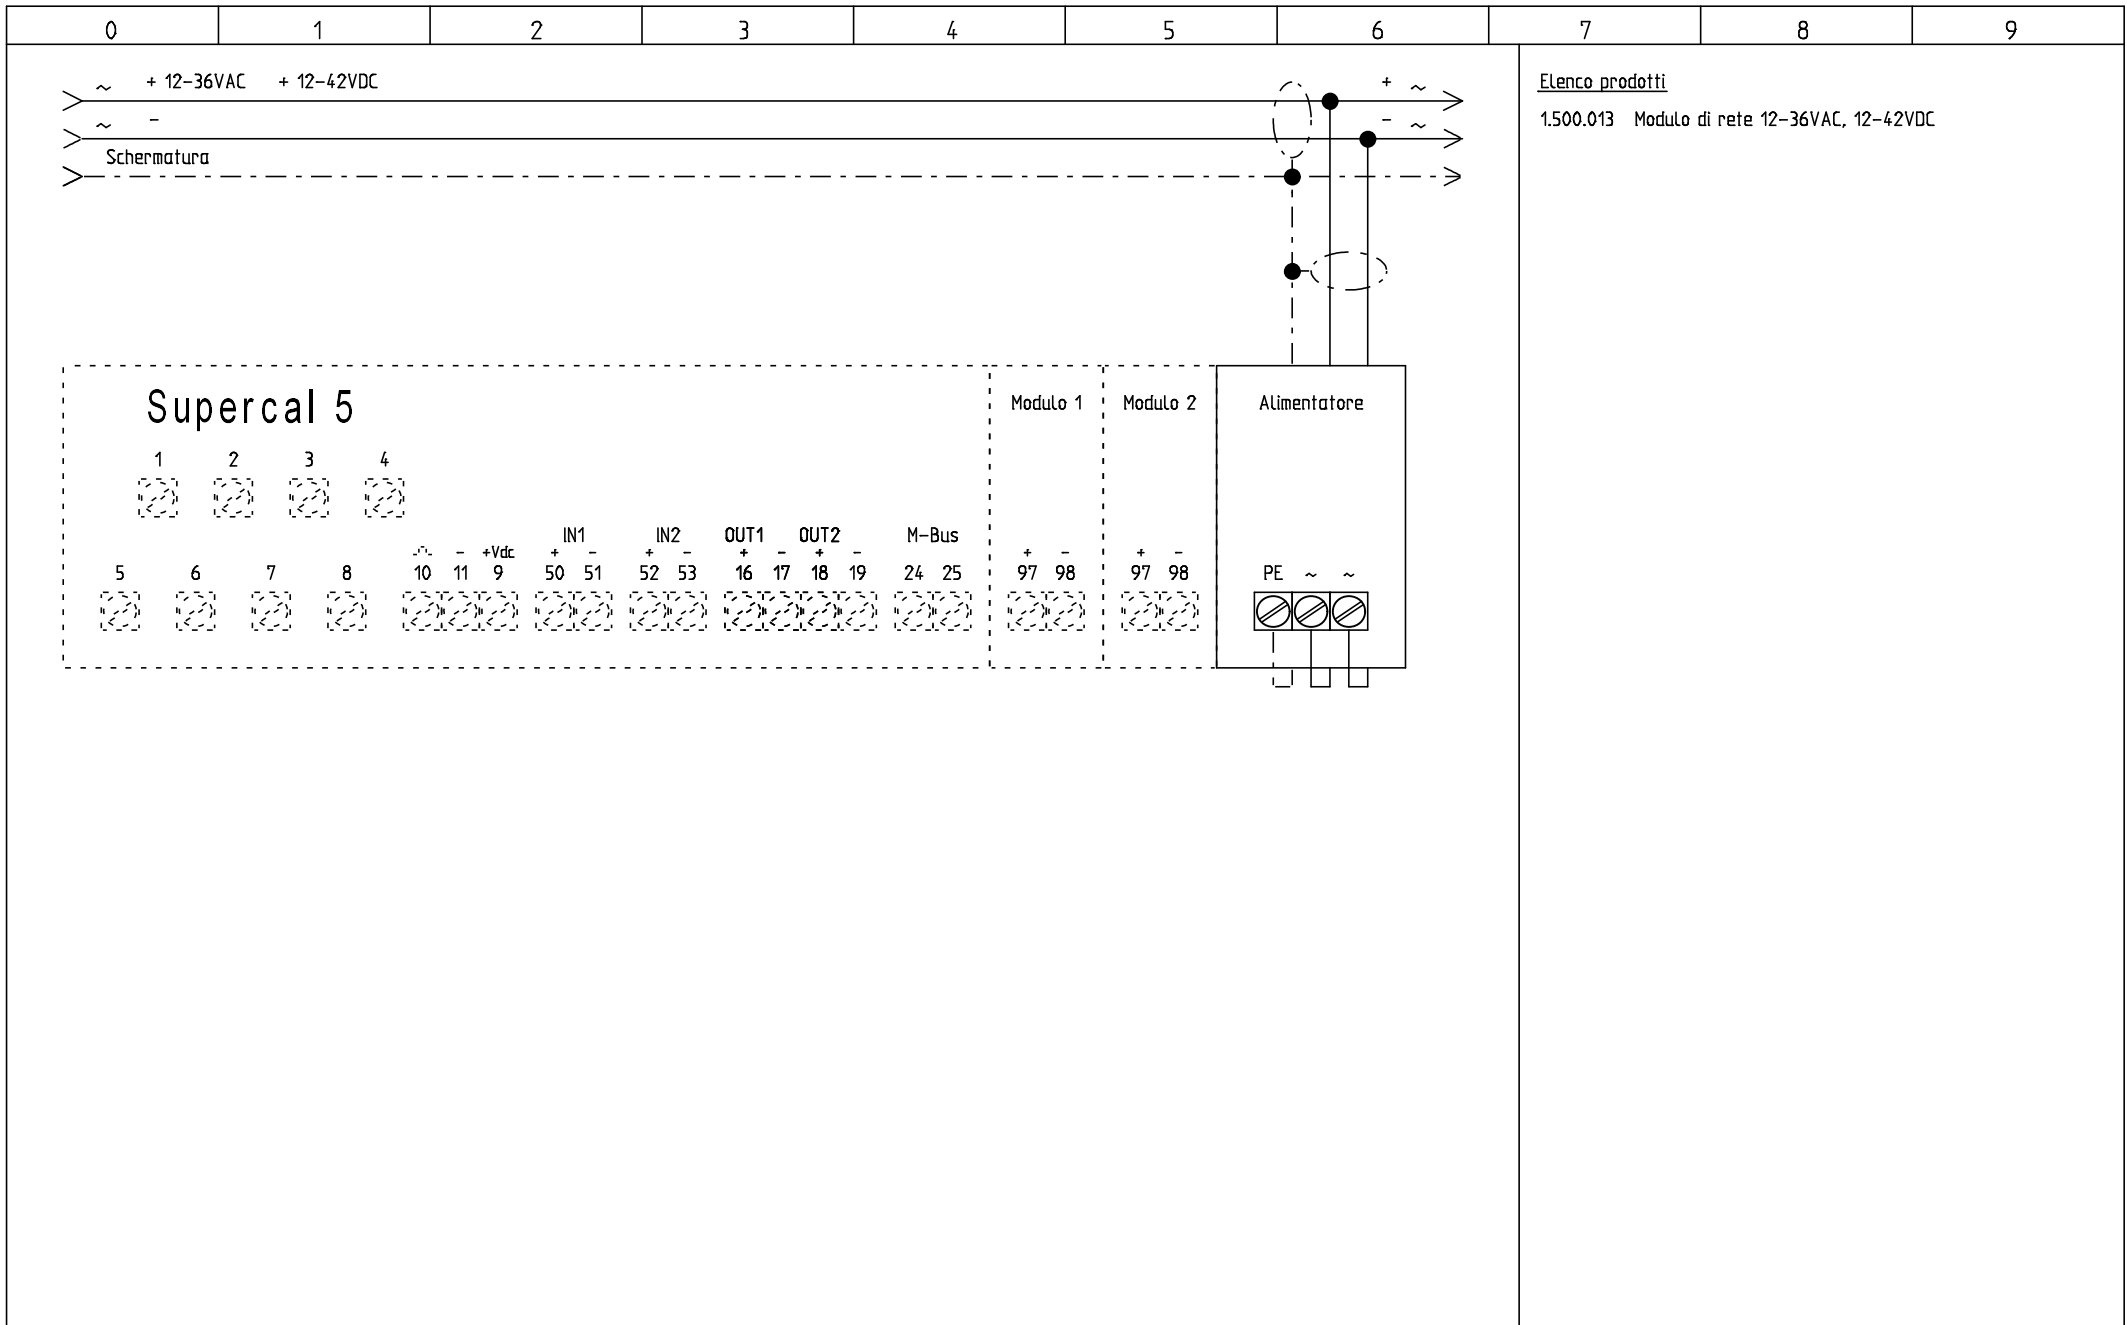 0 1 2 3 4 5 6 7 8 9
~ + 12-36VAC + 12-42VDC + ~
~ - - ~
Schermatura
Elenco prodotti
1.500.013 Modulo di rete 12-36VAC, 12-42VDC
Supercal 5 Modulo 1 Modulo 2 Alimentatore
1 2 3 4
IN1 IN2 OUT1 OUT2 M-Bus
- +Vdc + - + - + - + - + - + -
5 6 7 8 10 11 9 50 51 52 53 16 17 18 19 24 25 97 98 97 98 PE ~ ~